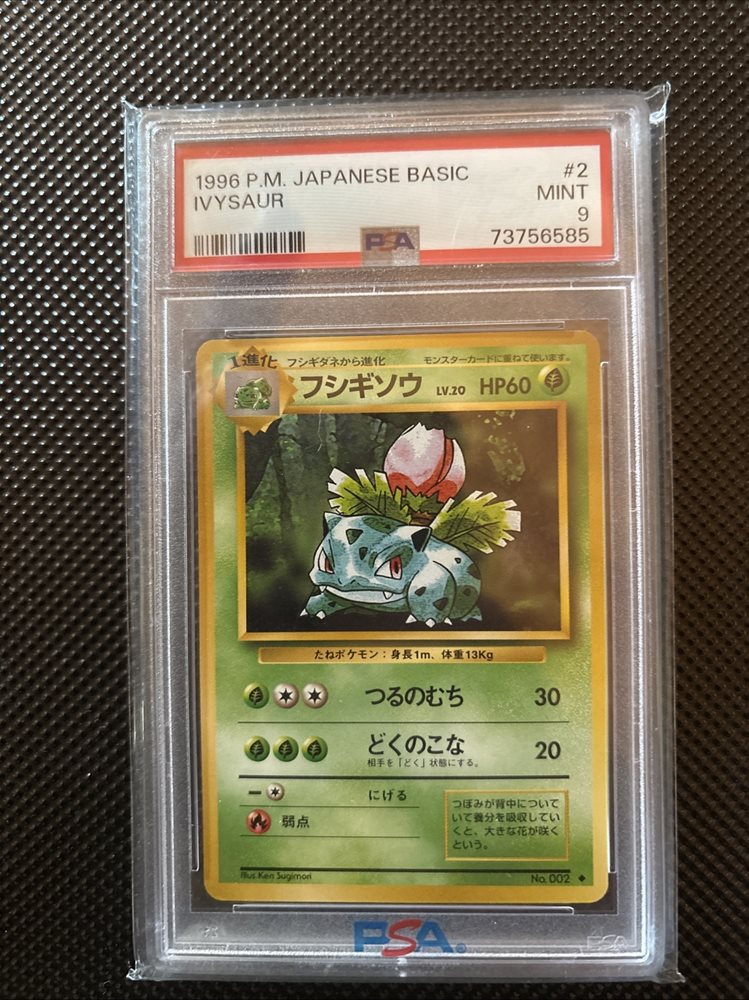 1996 P.M. JAPANESE BASIC #2
IVYSAUR MINT
9
PSA 73756585
1進化 フシギダネから進化 モンスターカードに重ねて使います。
フシギソウ LV.20 HP60
たねポケモン：身長1m、体重13Kg
つるのむち 30
どくのこな 20
相手を「どく」状態にする。
ー にげる
弱点
つぼみが背中についていて養分を吸収していくと、大きな花が咲くという。
Illus Ken Sugimori No. 002 ◆
PSA®
PSA